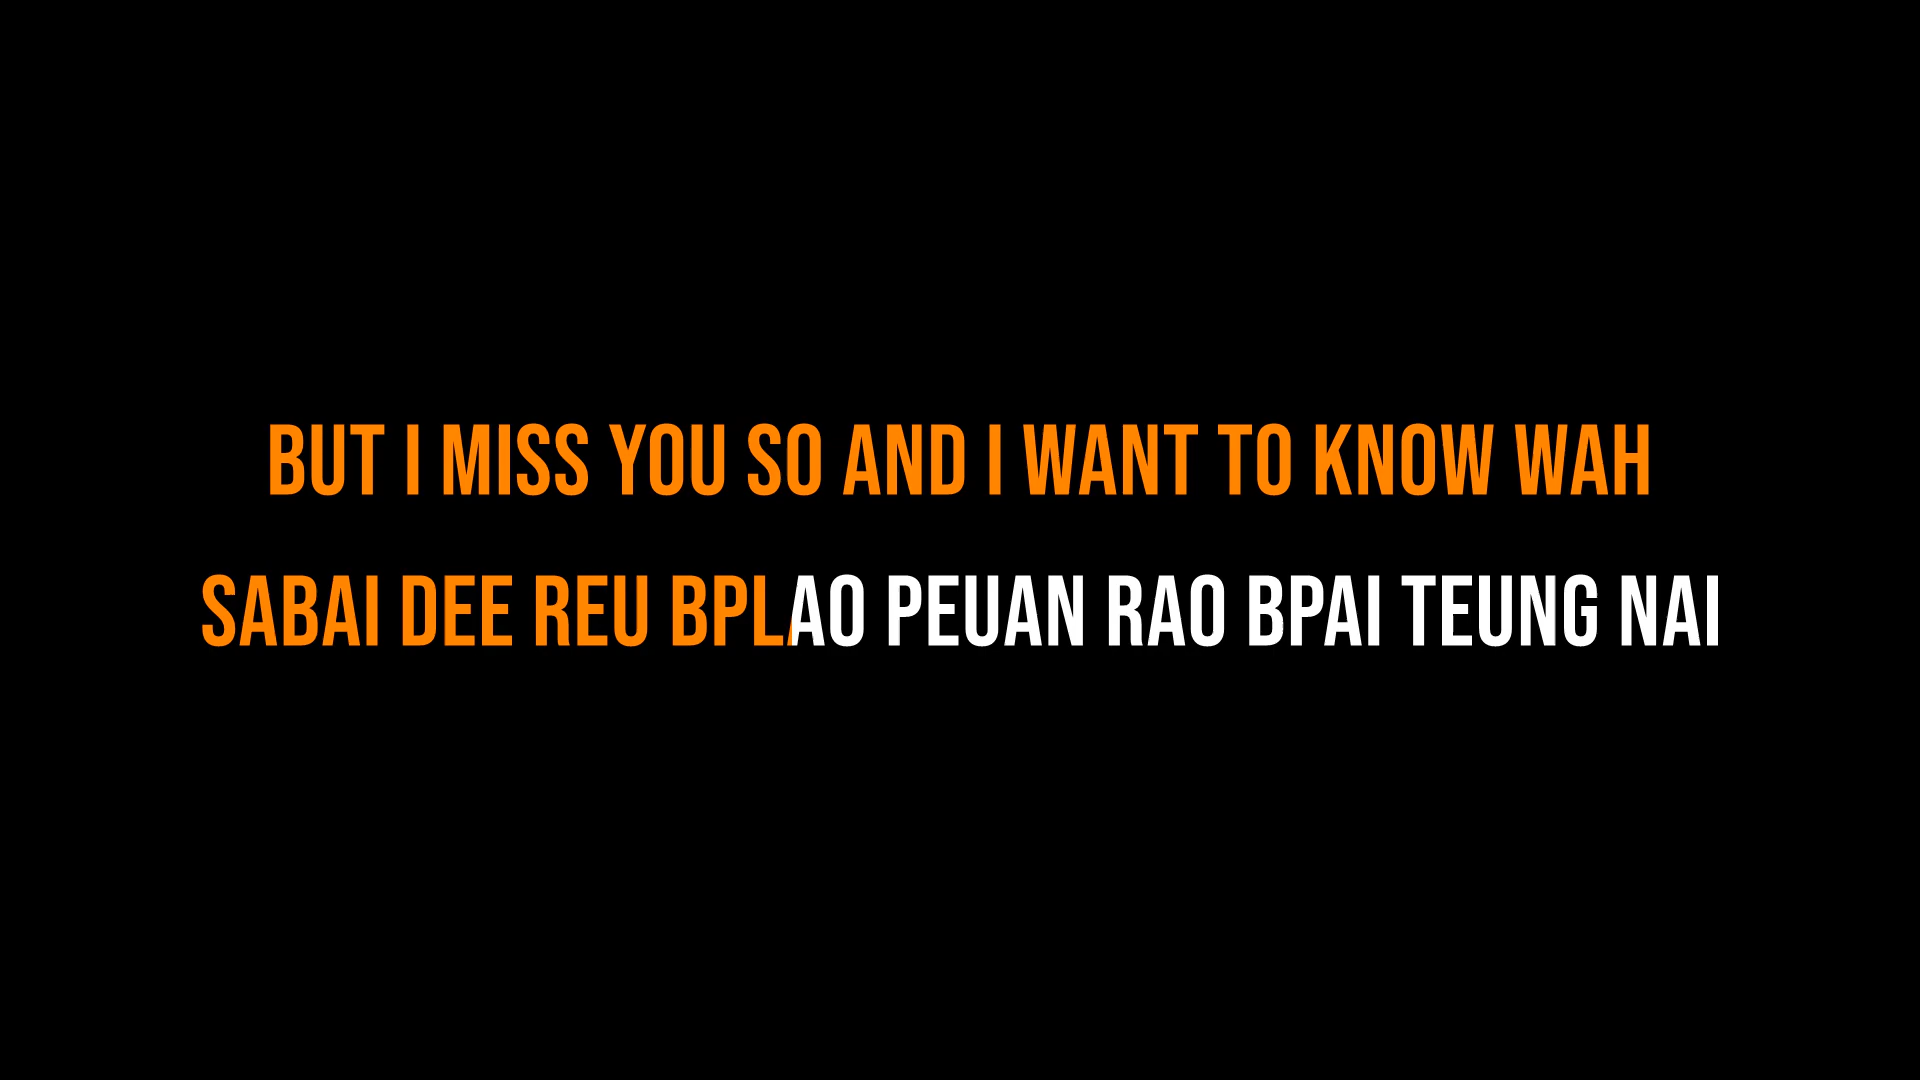 BUT I MISS YOU SO AND I WANT TO KNOW WAH
SABAI DEE REU BPLAO PEUAN RAO BPAI TEUNG NAI